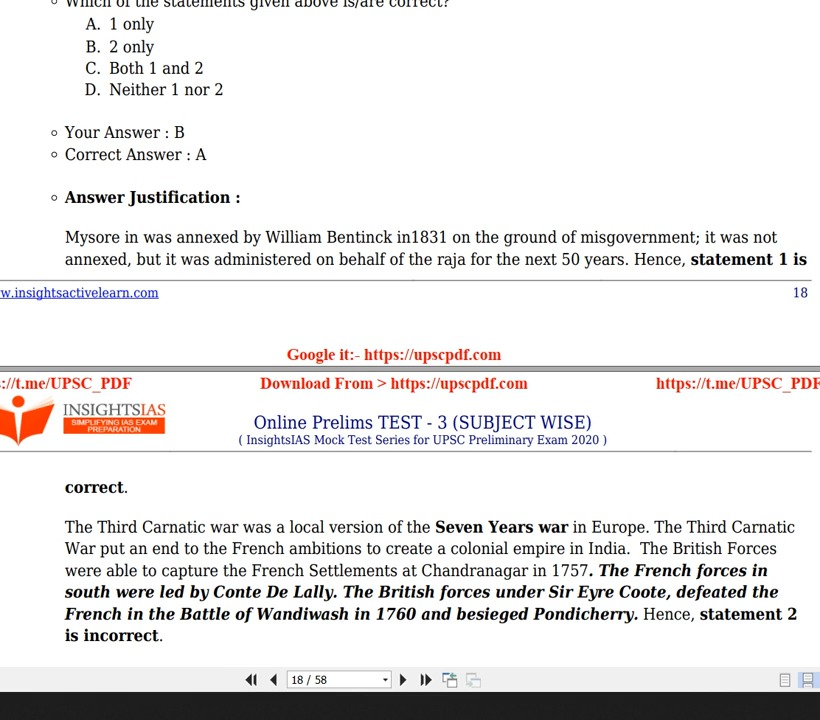 Which of the statements given above is/are correct?
A. 1 only
B. 2 only
C. Both 1 and 2
D. Neither 1 nor 2
Your Answer : B
Correct Answer : A
Answer Justification :
Mysore in was annexed by William Bentinck in1831 on the ground of misgovernment; it was not
annexed, but it was administered on behalf of the raja for the next 50 years. Hence, statement 1 is
w.insightsactivelearn.com 18
Google it:- https://upscpdf.com
s://t.me/UPSC_PDF Download From > https://upscpdf.com https://t.me/UPSC_PDF
INSIGHTSIAS
SIMPLIFYING IAS EXAM
PREPARATION
Online Prelims TEST - 3 (SUBJECT WISE)
( InsightsIAS Mock Test Series for UPSC Preliminary Exam 2020 )
correct.
The Third Carnatic war was a local version of the Seven Years war in Europe. The Third Carnatic
War put an end to the French ambitions to create a colonial empire in India. The British Forces
were able to capture the French Settlements at Chandranagar in 1757. The French forces in
south were led by Conte De Lally. The British forces under Sir Eyre Coote, defeated the
French in the Battle of Wandiwash in 1760 and besieged Pondicherry. Hence, statement 2
is incorrect.
18 / 58